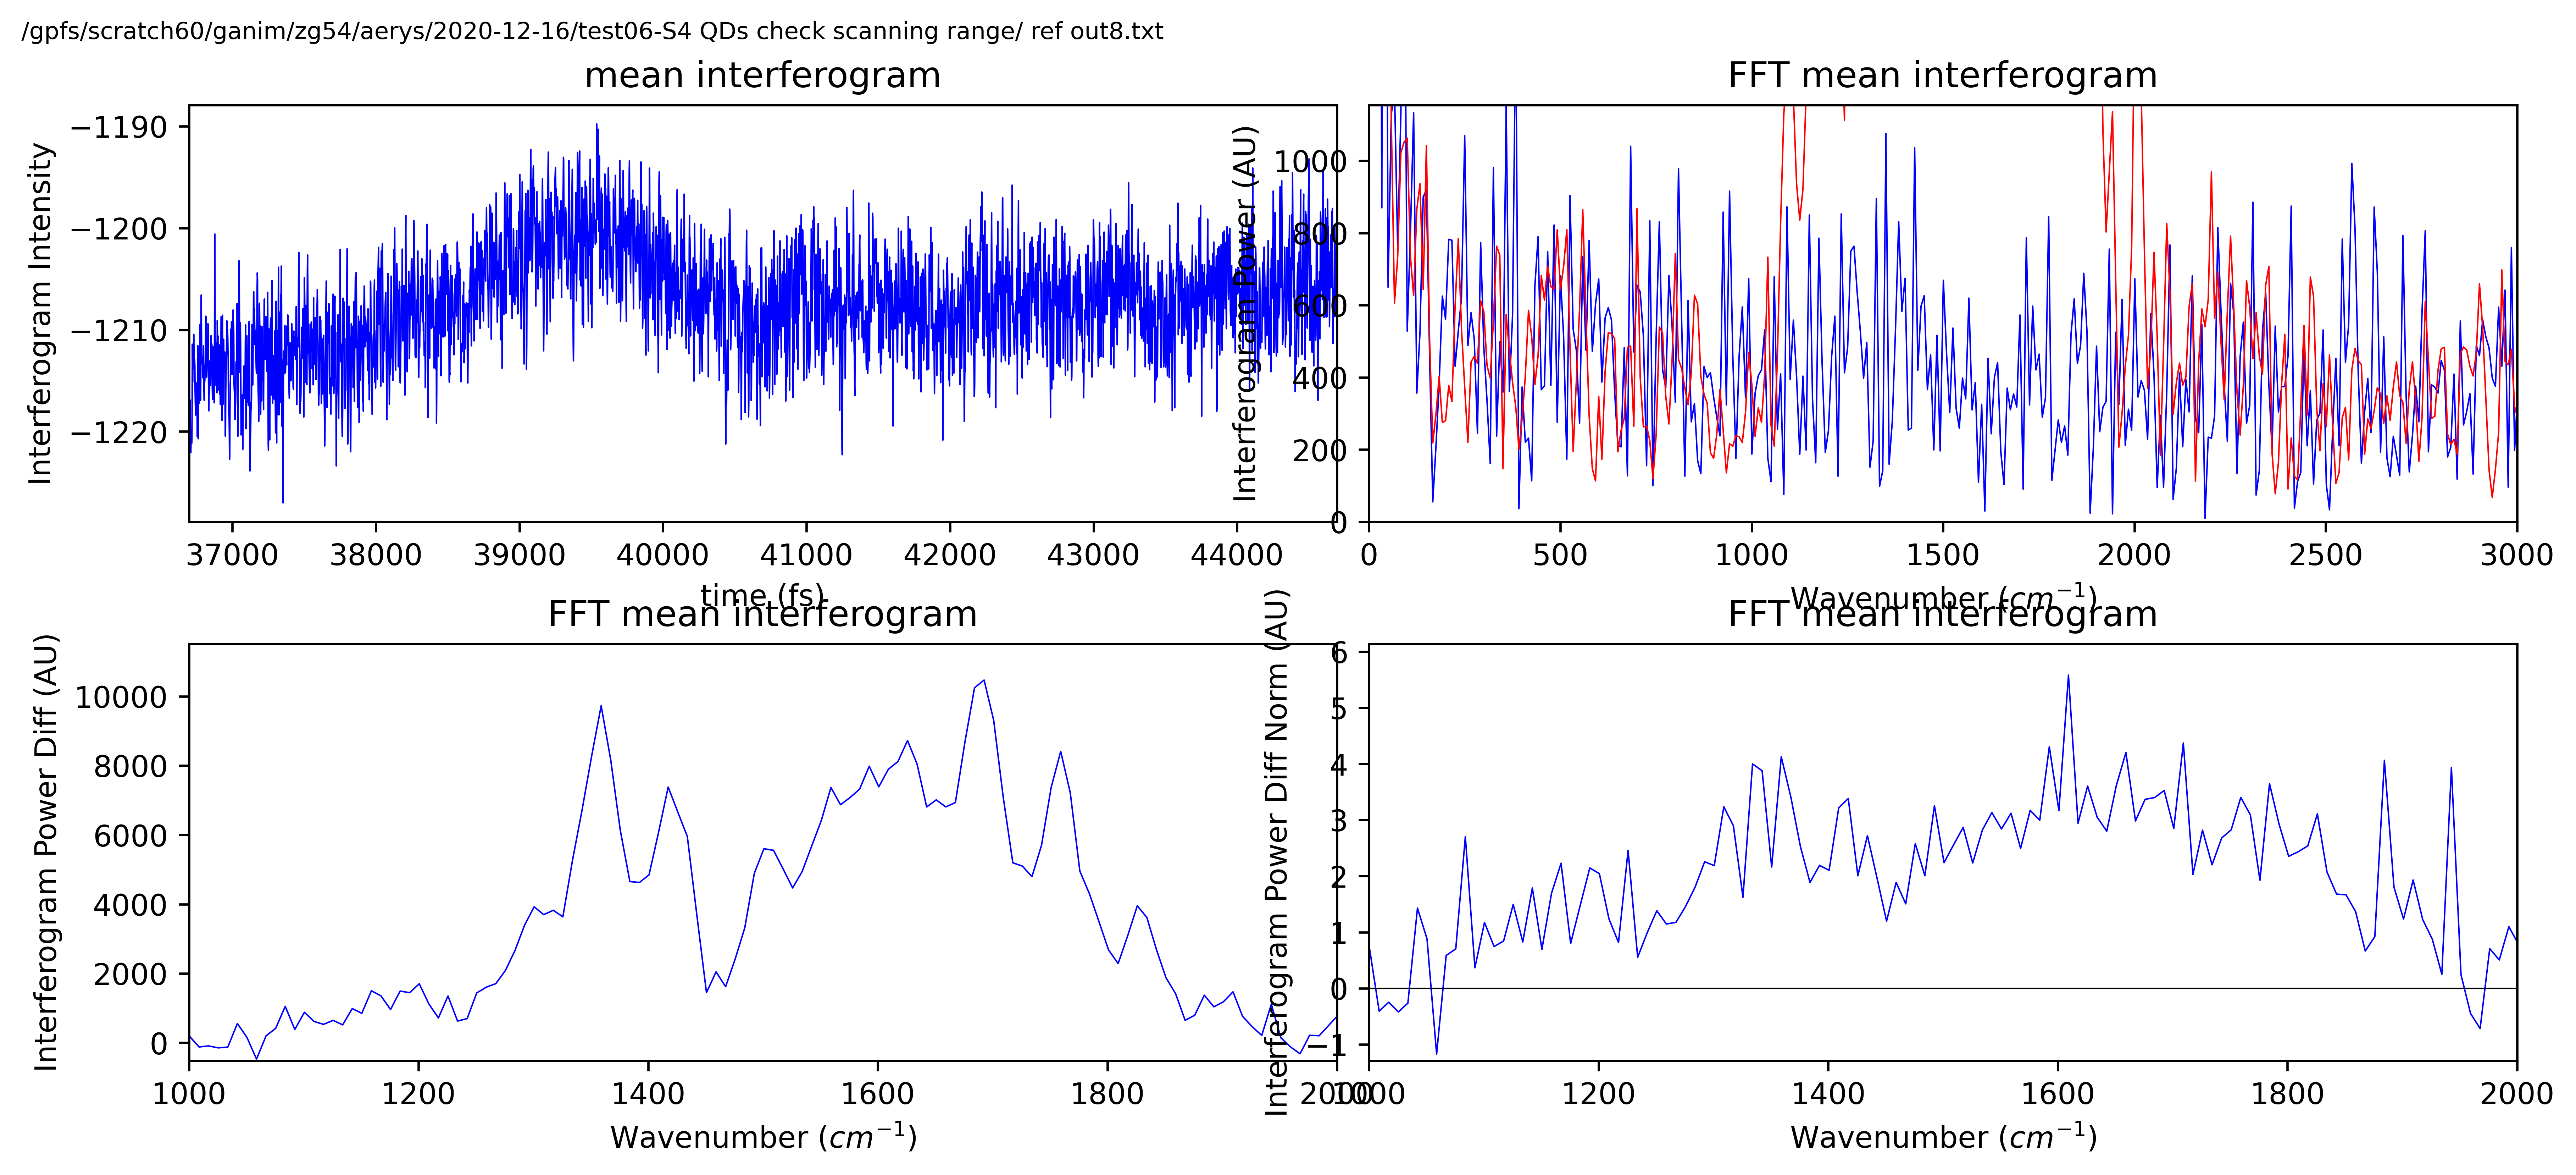 /gpfs/scratch60/ganim/zg54/aerys/2020-12-16/test06-S4 QDs check scanning range/ ref out8.txt
mean interferogram
Interferogram Intensity
−1190
−1200
−1210
−1220
37000 38000 39000 40000 41000 42000 43000 44000
time (fs)
FFT mean interferogram
Interferogram Power (AU)
1000
800
600
400
200
0
0 500 1000 1500 2000 2500 3000
Wavenumber (cm⁻¹)
FFT mean interferogram
Interferogram Power Diff (AU)
10000
8000
6000
4000
2000
0
1000 1200 1400 1600 1800 2000
Wavenumber (cm⁻¹)
FFT mean interferogram
Interferogram Power Diff Norm (AU)
6
5
4
3
2
1
0
−1
1000 1200 1400 1600 1800 2000
Wavenumber (cm⁻¹)